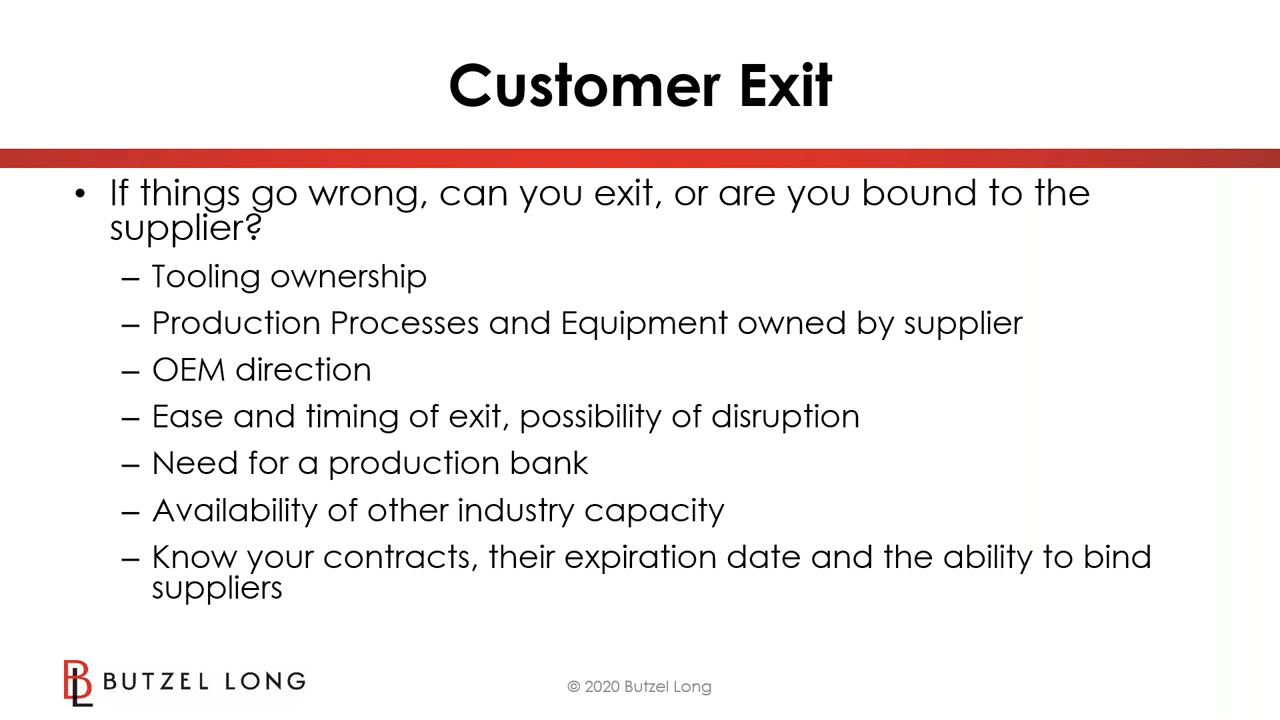 Customer Exit
• If things go wrong, can you exit, or are you bound to the
supplier?
– Tooling ownership
– Production Processes and Equipment owned by supplier
– OEM direction
– Ease and timing of exit, possibility of disruption
– Need for a production bank
– Availability of other industry capacity
– Know your contracts, their expiration date and the ability to bind
suppliers
BL BUTZEL LONG
© 2020 Butzel Long